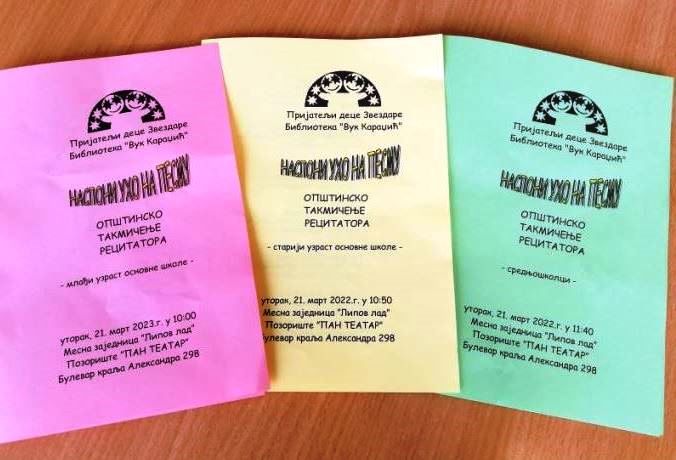 Пријатељи деце Звездаре
Библиотека "Вук Караџић"
НАСЛОНИ УХО НА ПЕСМУ
ОПШТИНСКО
ТАКМИЧЕЊЕ
РЕЦИТАТОРА
- млађи узраст основне школе -
уторак, 21. март 2023.г. у 10:00
Месна заједница "Липов лад"
Позориште "ПАН ТЕАТАР"
Булевар краља Александра 298
Пријатељи деце Звездаре
Библиотека "Вук Караџић"
НАСЛОНИ УХО НА ПЕСМУ
ОПШТИНСКО
ТАКМИЧЕЊЕ
РЕЦИТАТОРА
- старији узраст основне школе -
уторак, 21. март 2022.г. у 10:50
Месна заједница "Липов лад"
Позориште "ПАН ТЕАТАР"
Булевар краља Александра 298
Пријатељи деце Звездаре
Библиотека "Вук Караџић"
НАСЛОНИ УХО НА ПЕСМУ
ОПШТИНСКО
ТАКМИЧЕЊЕ
РЕЦИТАТОРА
- средњошколци -
уторак, 21. март 2022.г. у 11:40
Месна заједница "Липов лад"
Позориште "ПАН ТЕАТАР"
Булевар краља Александра 298